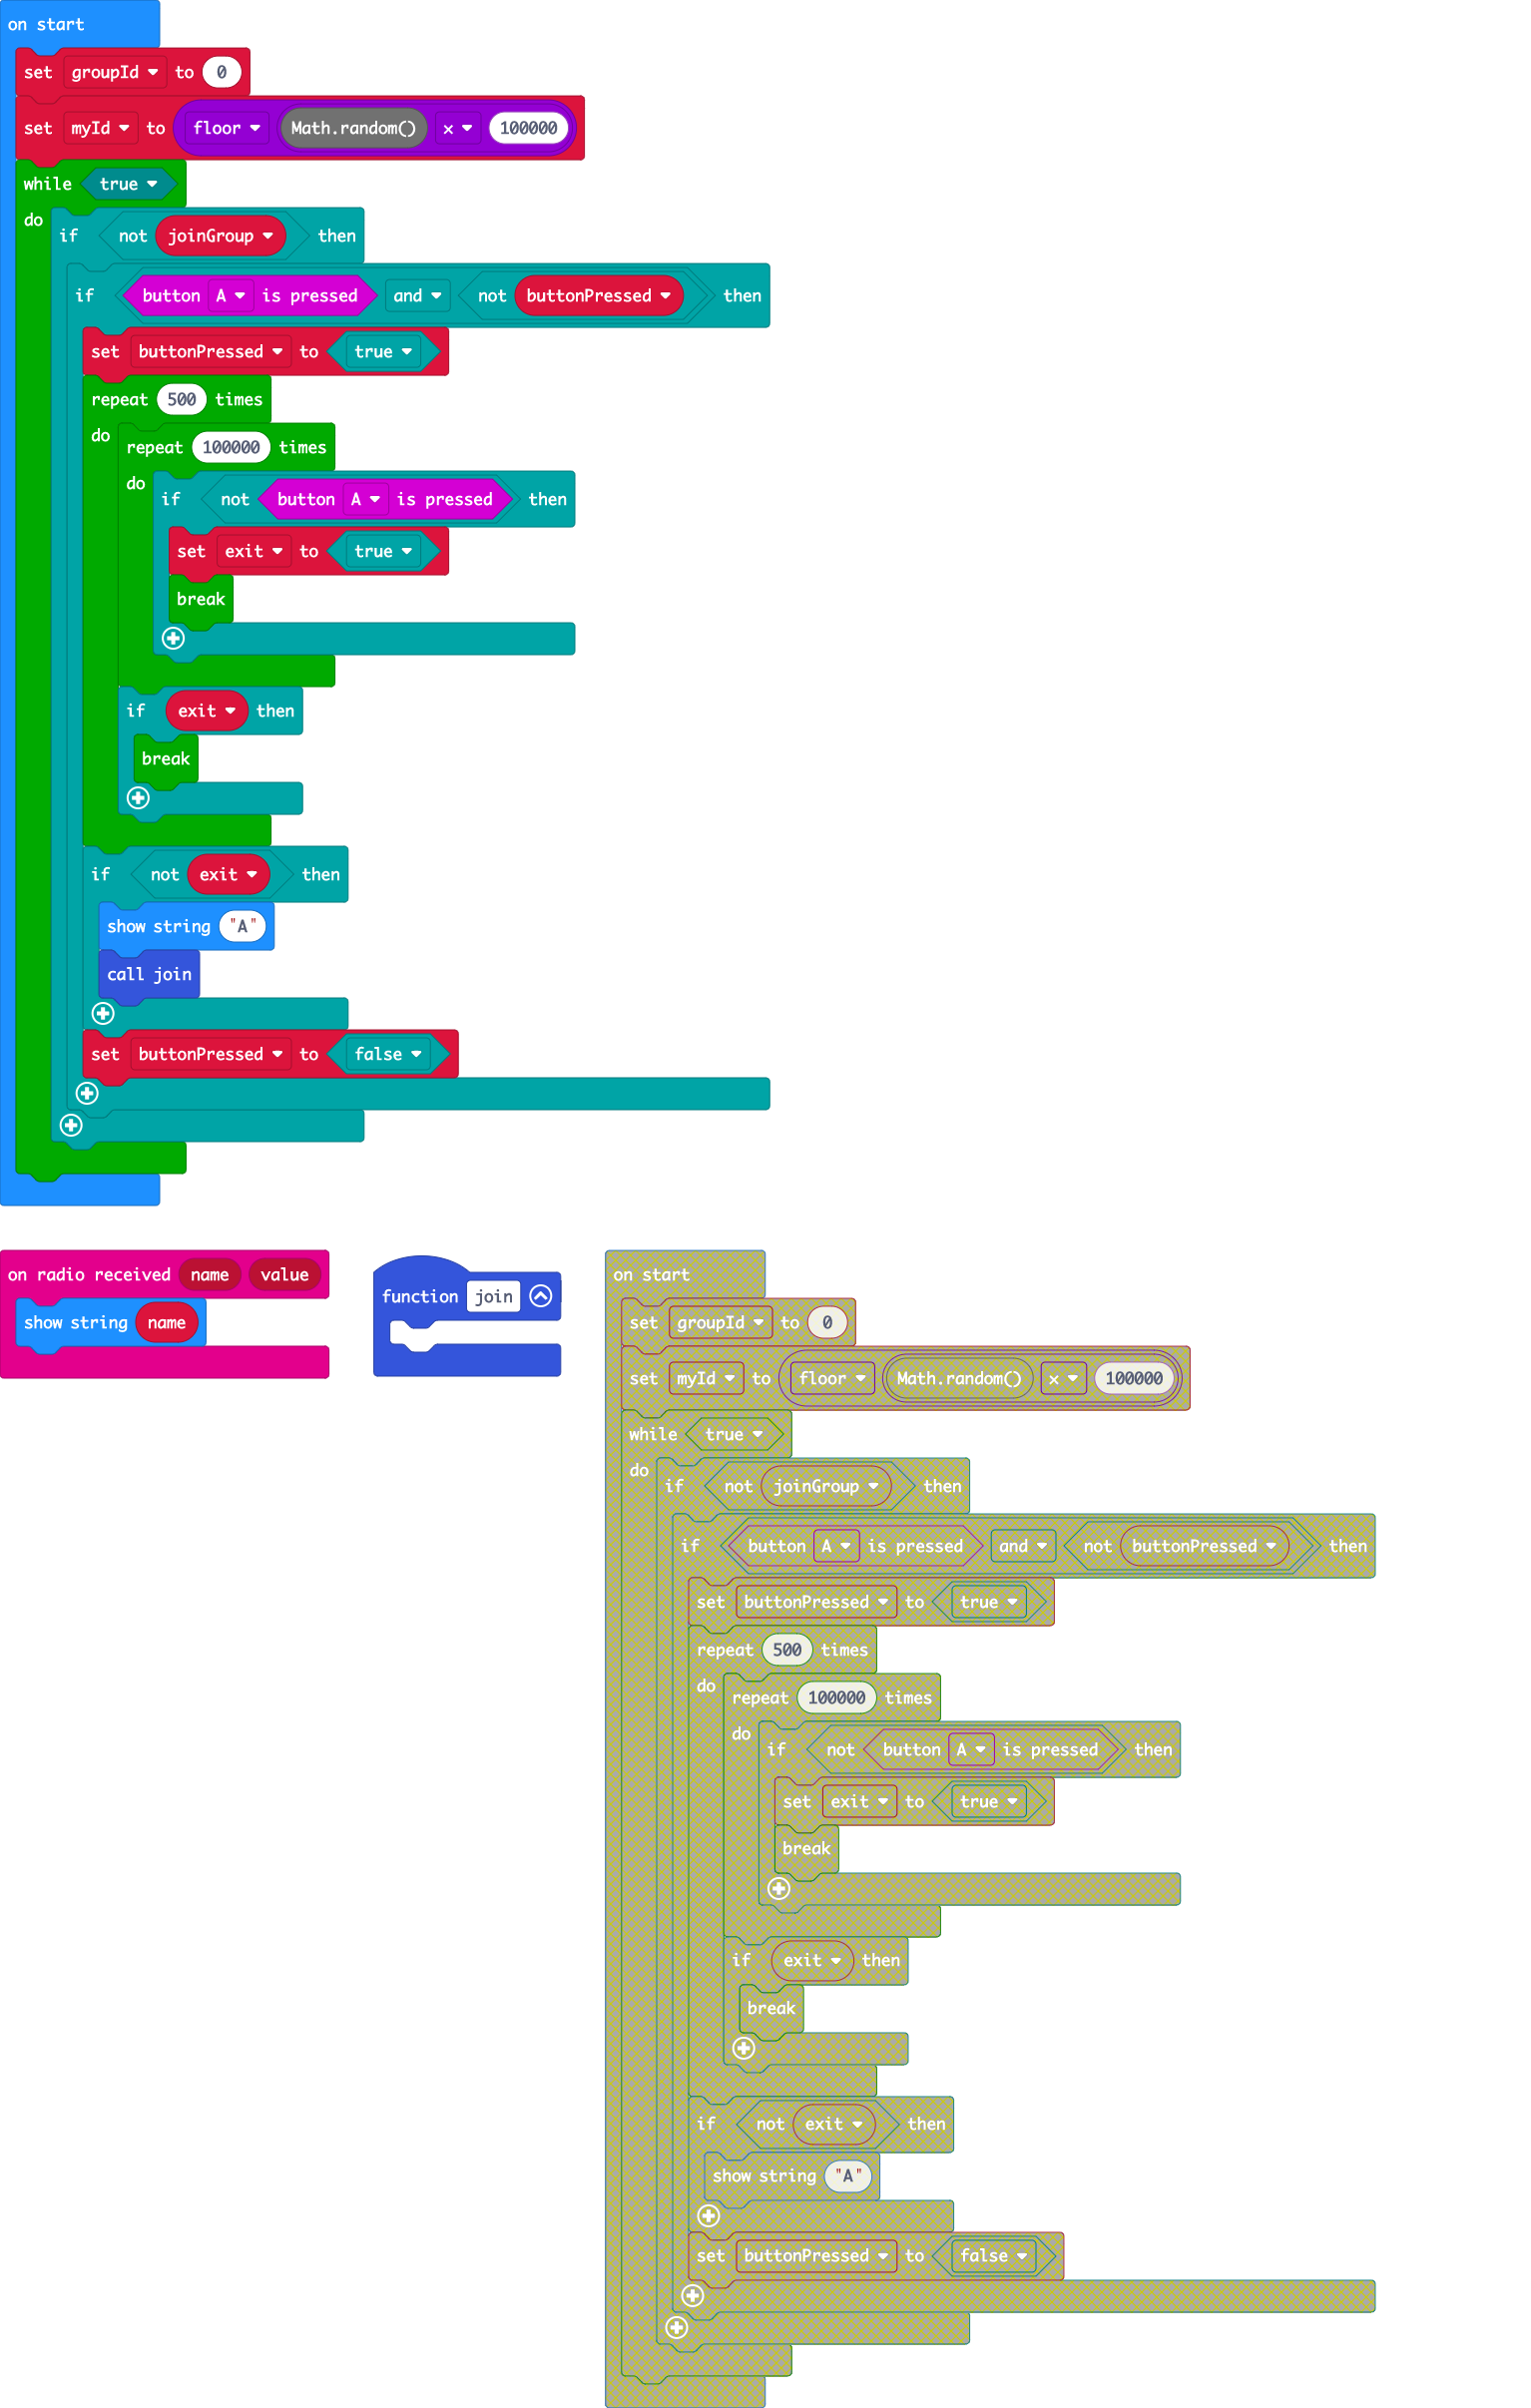 on start
set groupId to 0
set myId to floor Math.random() × 100000
while true
do if not joinGroup then
if button A is pressed and not buttonPressed then
set buttonPressed to true
repeat 500 times
do repeat 100000 times
do if not button A is pressed then
set exit to true
break
if exit then
break
if not exit then
show string "A"
call join
set buttonPressed to false
on radio received name value
show string name
function join
on start
set groupId to 0
set myId to floor Math.random() × 100000
while true
do if not joinGroup then
if button A is pressed and not buttonPressed then
set buttonPressed to true
repeat 500 times
do repeat 100000 times
do if not button A is pressed then
set exit to true
break
if exit then
break
if not exit then
show string "A"
set buttonPressed to false